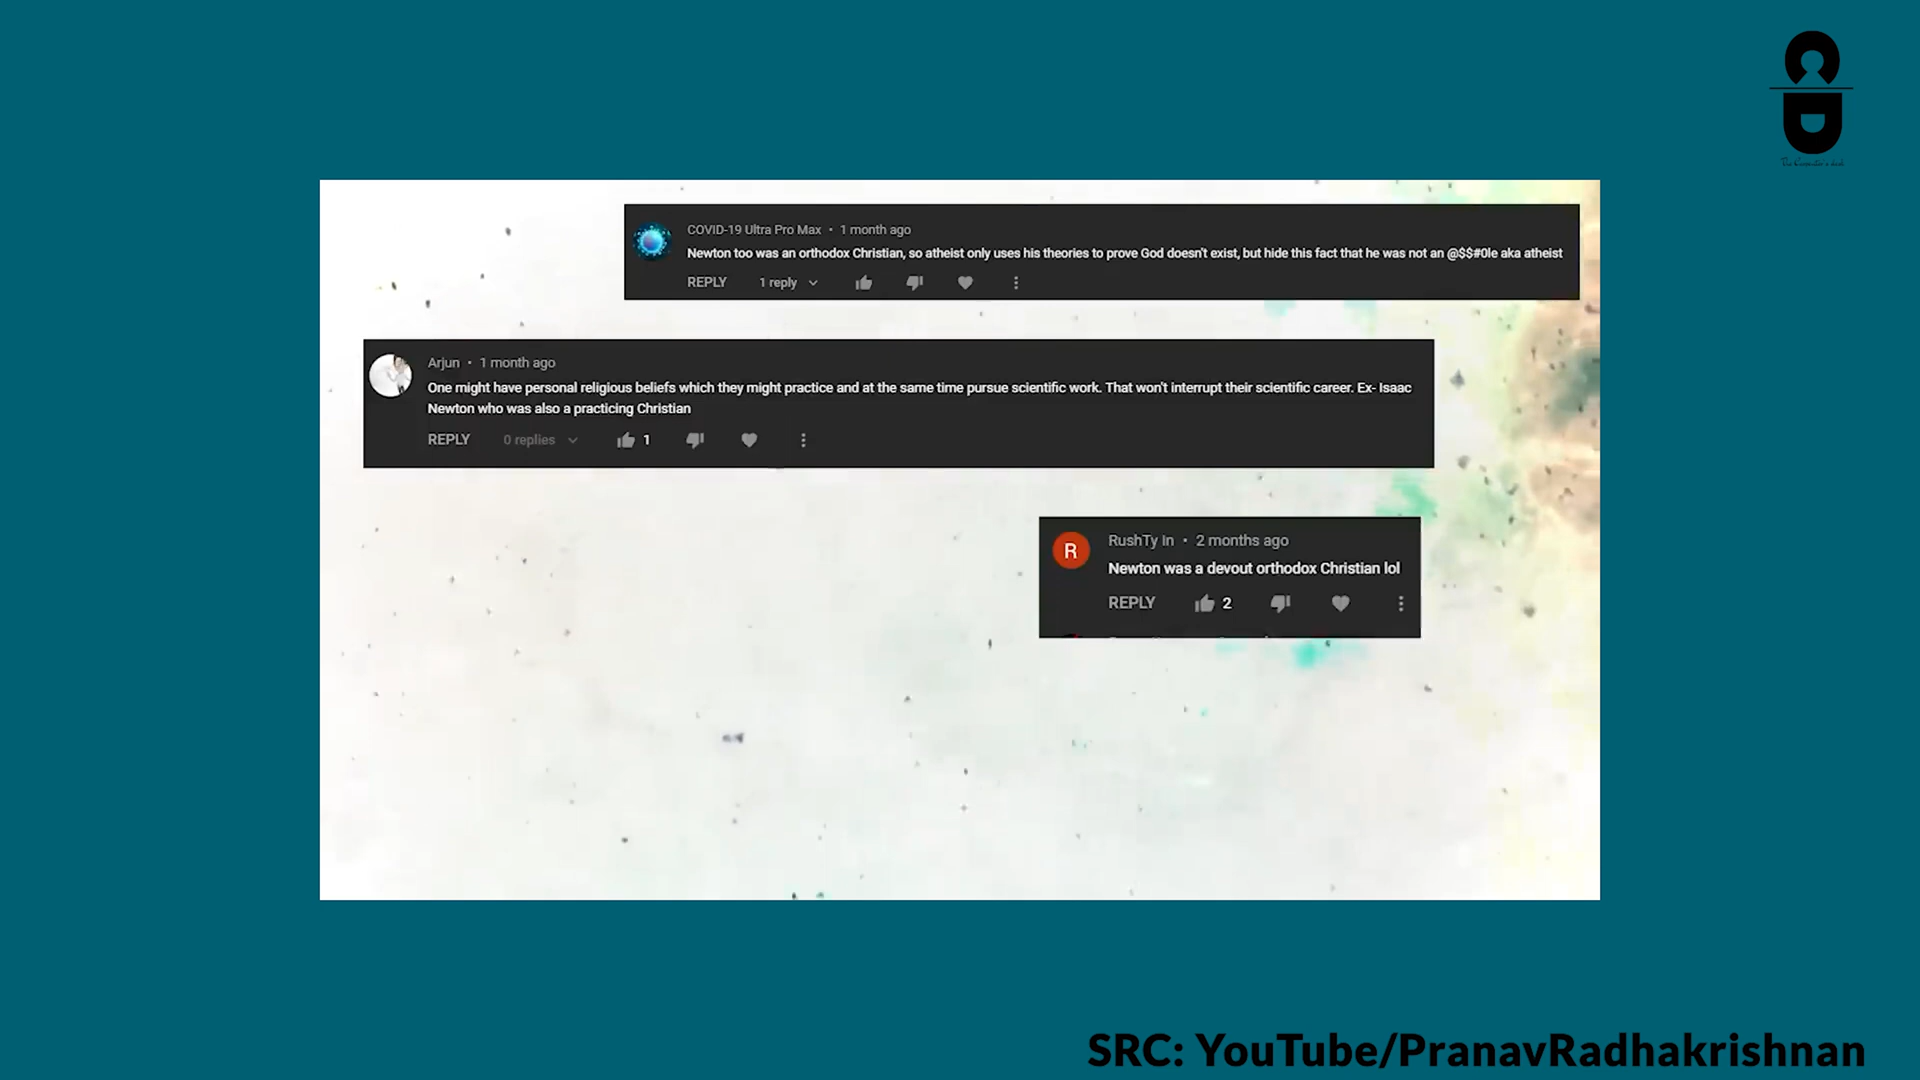 CD
The Carpenter's desk
COVID-19 Ultra Pro Max • 1 month ago
Newton too was an orthodox Christian, so atheist only uses his theories to prove God doesn't exist, but hide this fact that he was not an @$$#0le aka atheist
REPLY 1 reply
Arjun • 1 month ago
One might have personal religious beliefs which they might practice and at the same time pursue scientific work. That won't interrupt their scientific career. Ex- Isaac
Newton who was also a practicing Christian
REPLY 0 replies 1
R
RushTy In • 2 months ago
Newton was a devout orthodox Christian lol
REPLY 2
SRC: YouTube/PranavRadhakrishnan